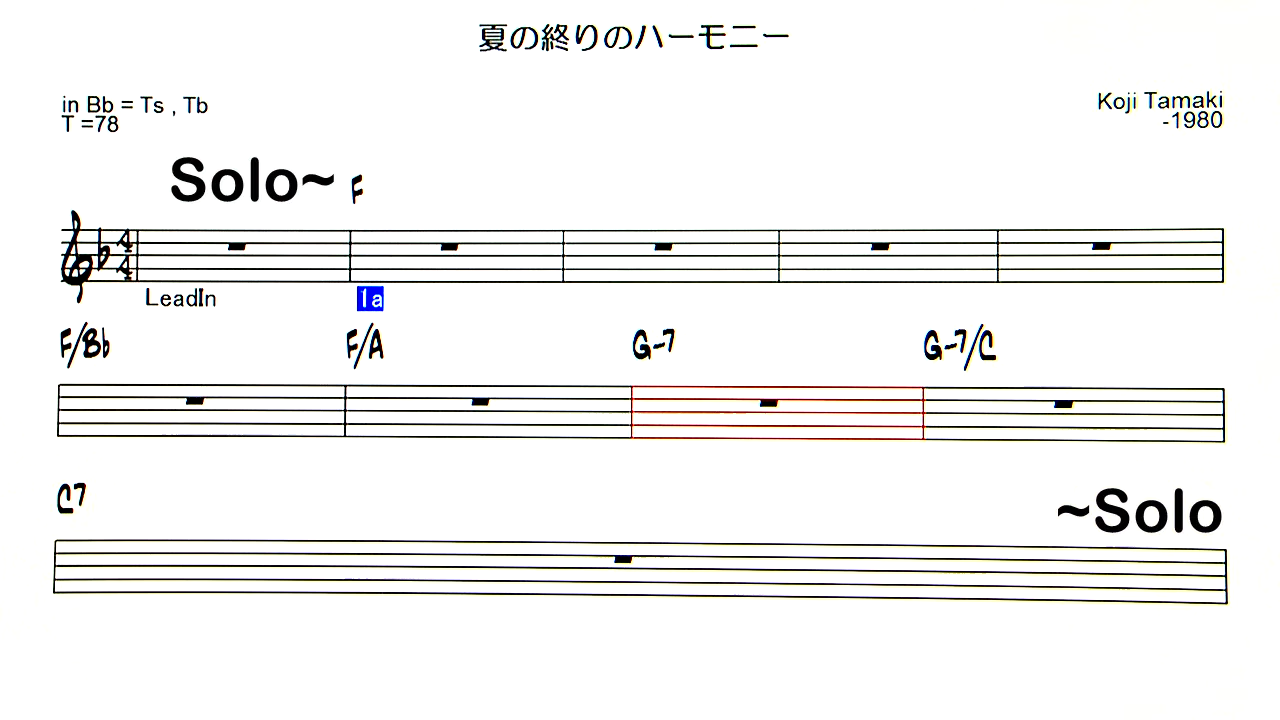 夏の終りのハーモニー
in Bb = Ts , Tb
T =78
Koji Tamaki
-1980
Solo~ F
LeadIn 1a
F/Bb F/A G-7 G-7/C
C7 ~Solo